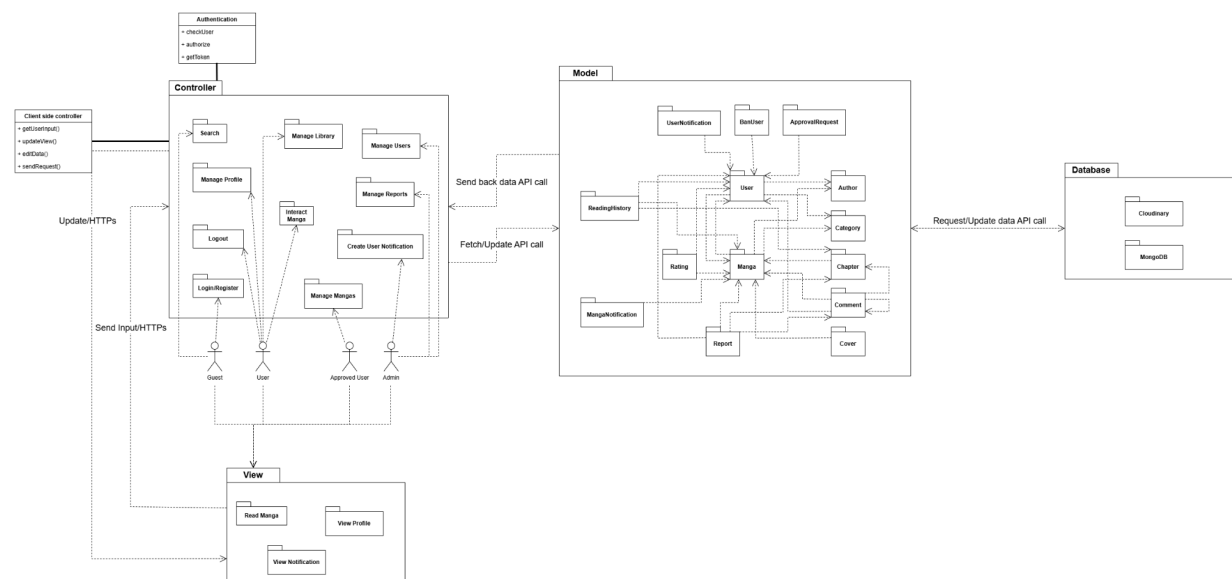 Authentication
+ checkUser
+ authorize
+ getToken
Controller
Client side controller
+ getUserInput()
+ updateView()
+ editData()
+ sendRequest()
Search
Manage Library
Manage Users
Manage Profile
Manage Reports
Interact
Manga
Logout
Create User Notification
Login/Register
Manage Mangas
Update/HTTPs
Send Input/HTTPs
Guest
User
Approved User
Admin
View
Read Manga
View Profile
View Notification
Send back data API call
Fetch/Update API call
Model
UserNotification
BanUser
ApprovalRequest
User
Author
ReadingHistory
Category
Rating
Manga
Chapter
MangaNotification
Comment
Report
Cover
Request/Update data API call
Database
Cloudinary
MongoDB